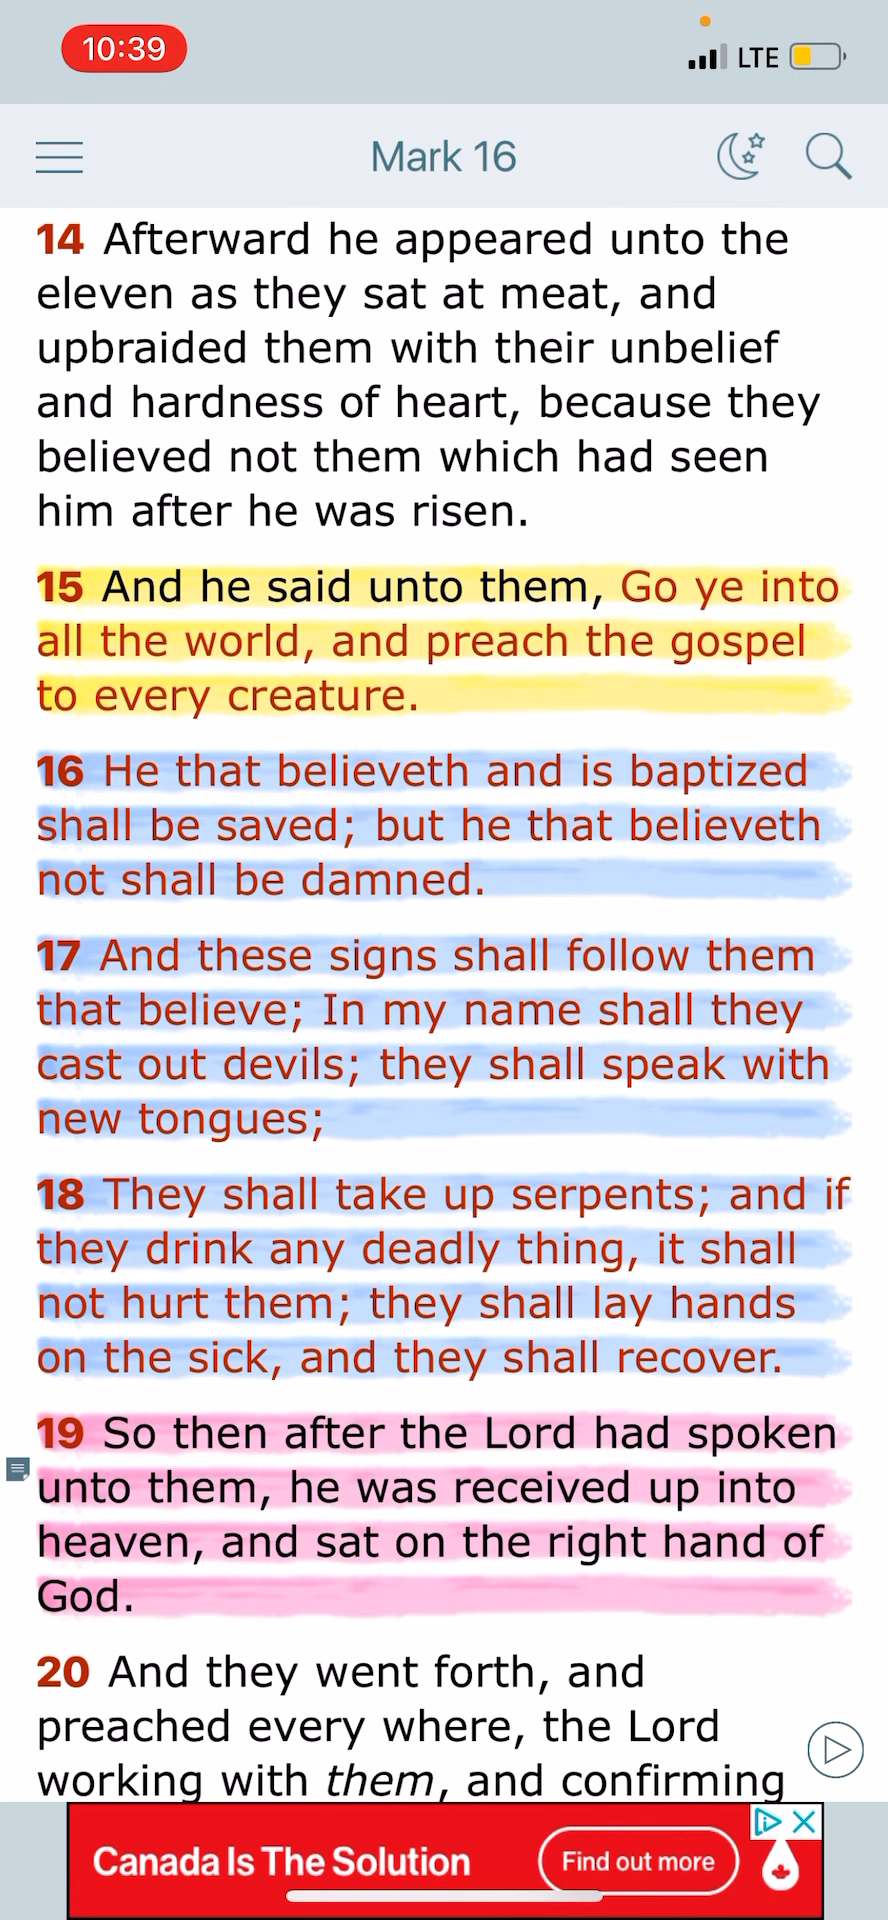 10:39
LTE
Mark 16
14 Afterward he appeared unto the
eleven as they sat at meat, and
upbraided them with their unbelief
and hardness of heart, because they
believed not them which had seen
him after he was risen.
15 And he said unto them, Go ye into
all the world, and preach the gospel
to every creature.
16 He that believeth and is baptized
shall be saved; but he that believeth
not shall be damned.
17 And these signs shall follow them
that believe; In my name shall they
cast out devils; they shall speak with
new tongues;
18 They shall take up serpents; and if
they drink any deadly thing, it shall
not hurt them; they shall lay hands
on the sick, and they shall recover.
19 So then after the Lord had spoken
unto them, he was received up into
heaven, and sat on the right hand of
God.
20 And they went forth, and
preached every where, the Lord
working with them, and confirming
Canada Is The Solution
Find out more